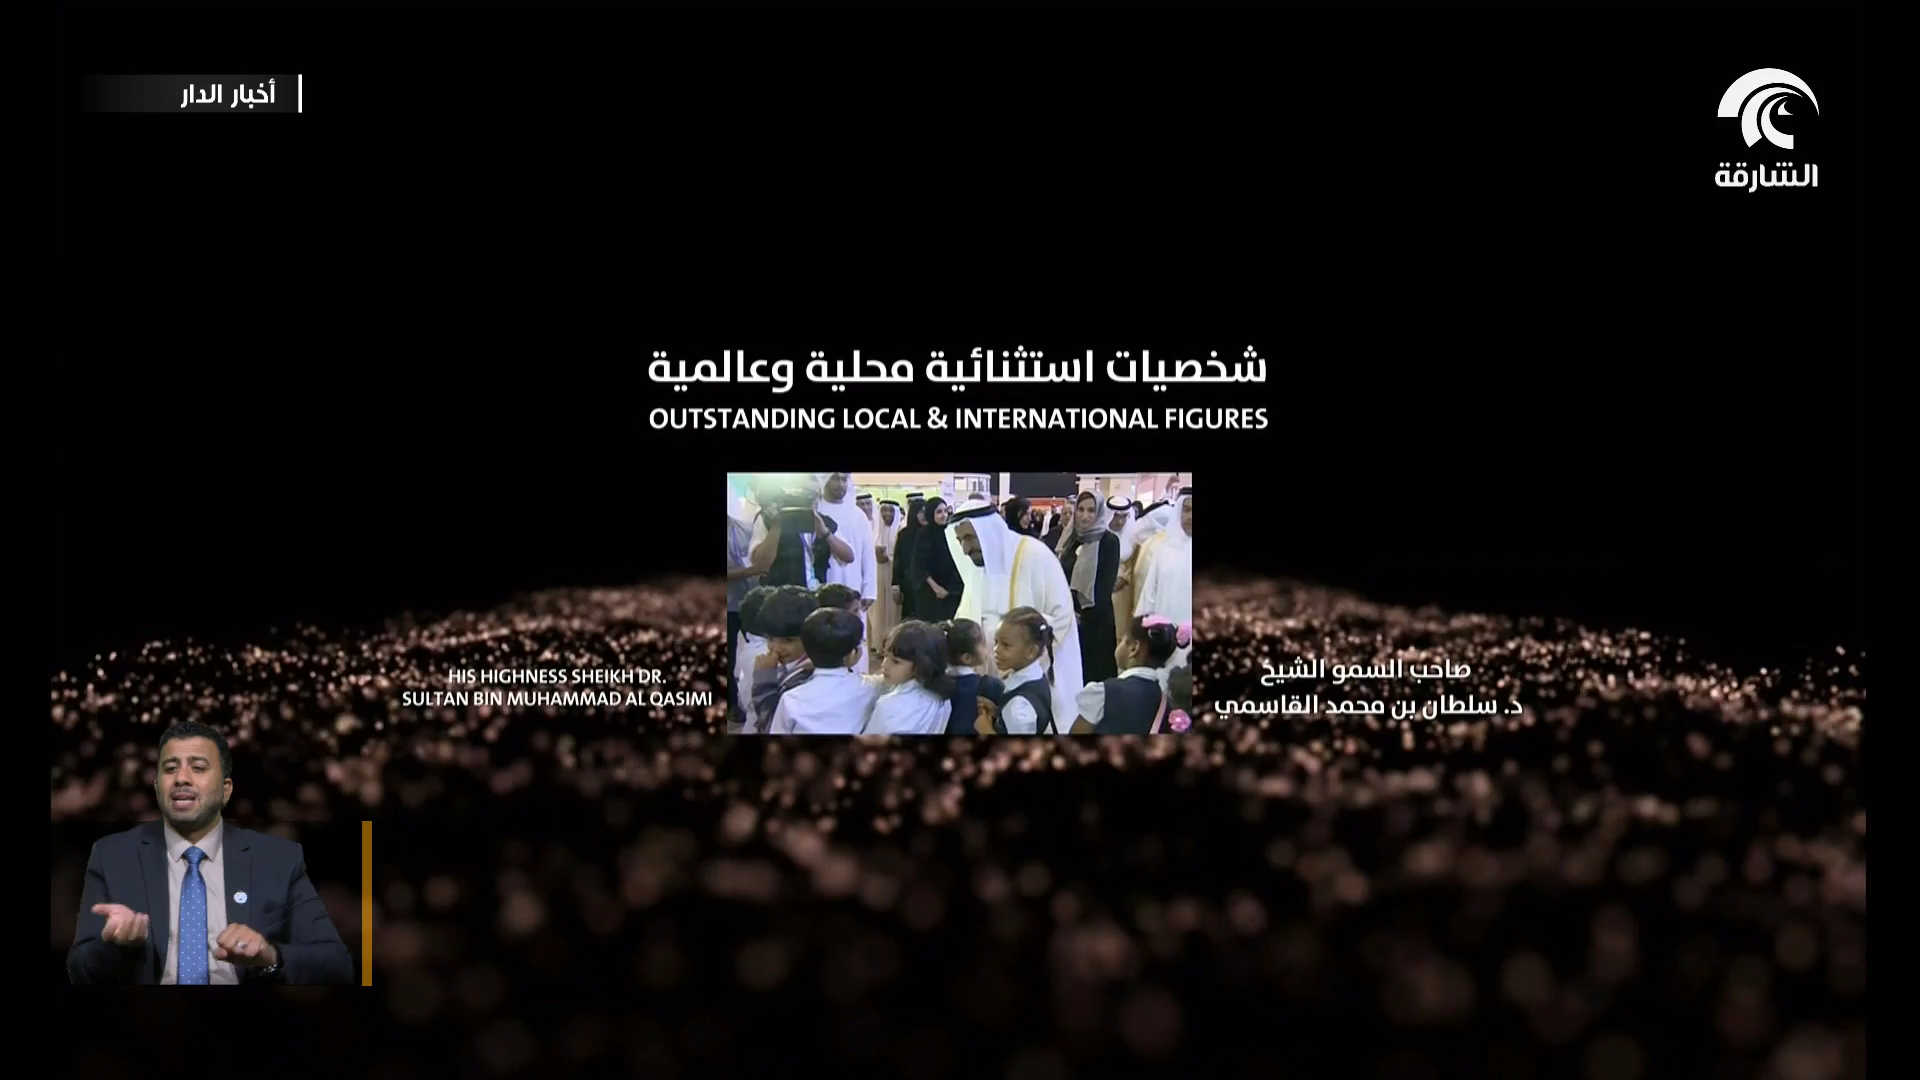 أخبار الدار
الشارقة
شخصيات استثنائية محلية وعالمية
OUTSTANDING LOCAL & INTERNATIONAL FIGURES
HIS HIGHNESS SHEIKH DR.
SULTAN BIN MUHAMMAD AL QASIMI
صاحب السمو الشيخ
د. سلطان بن محمد القاسمي